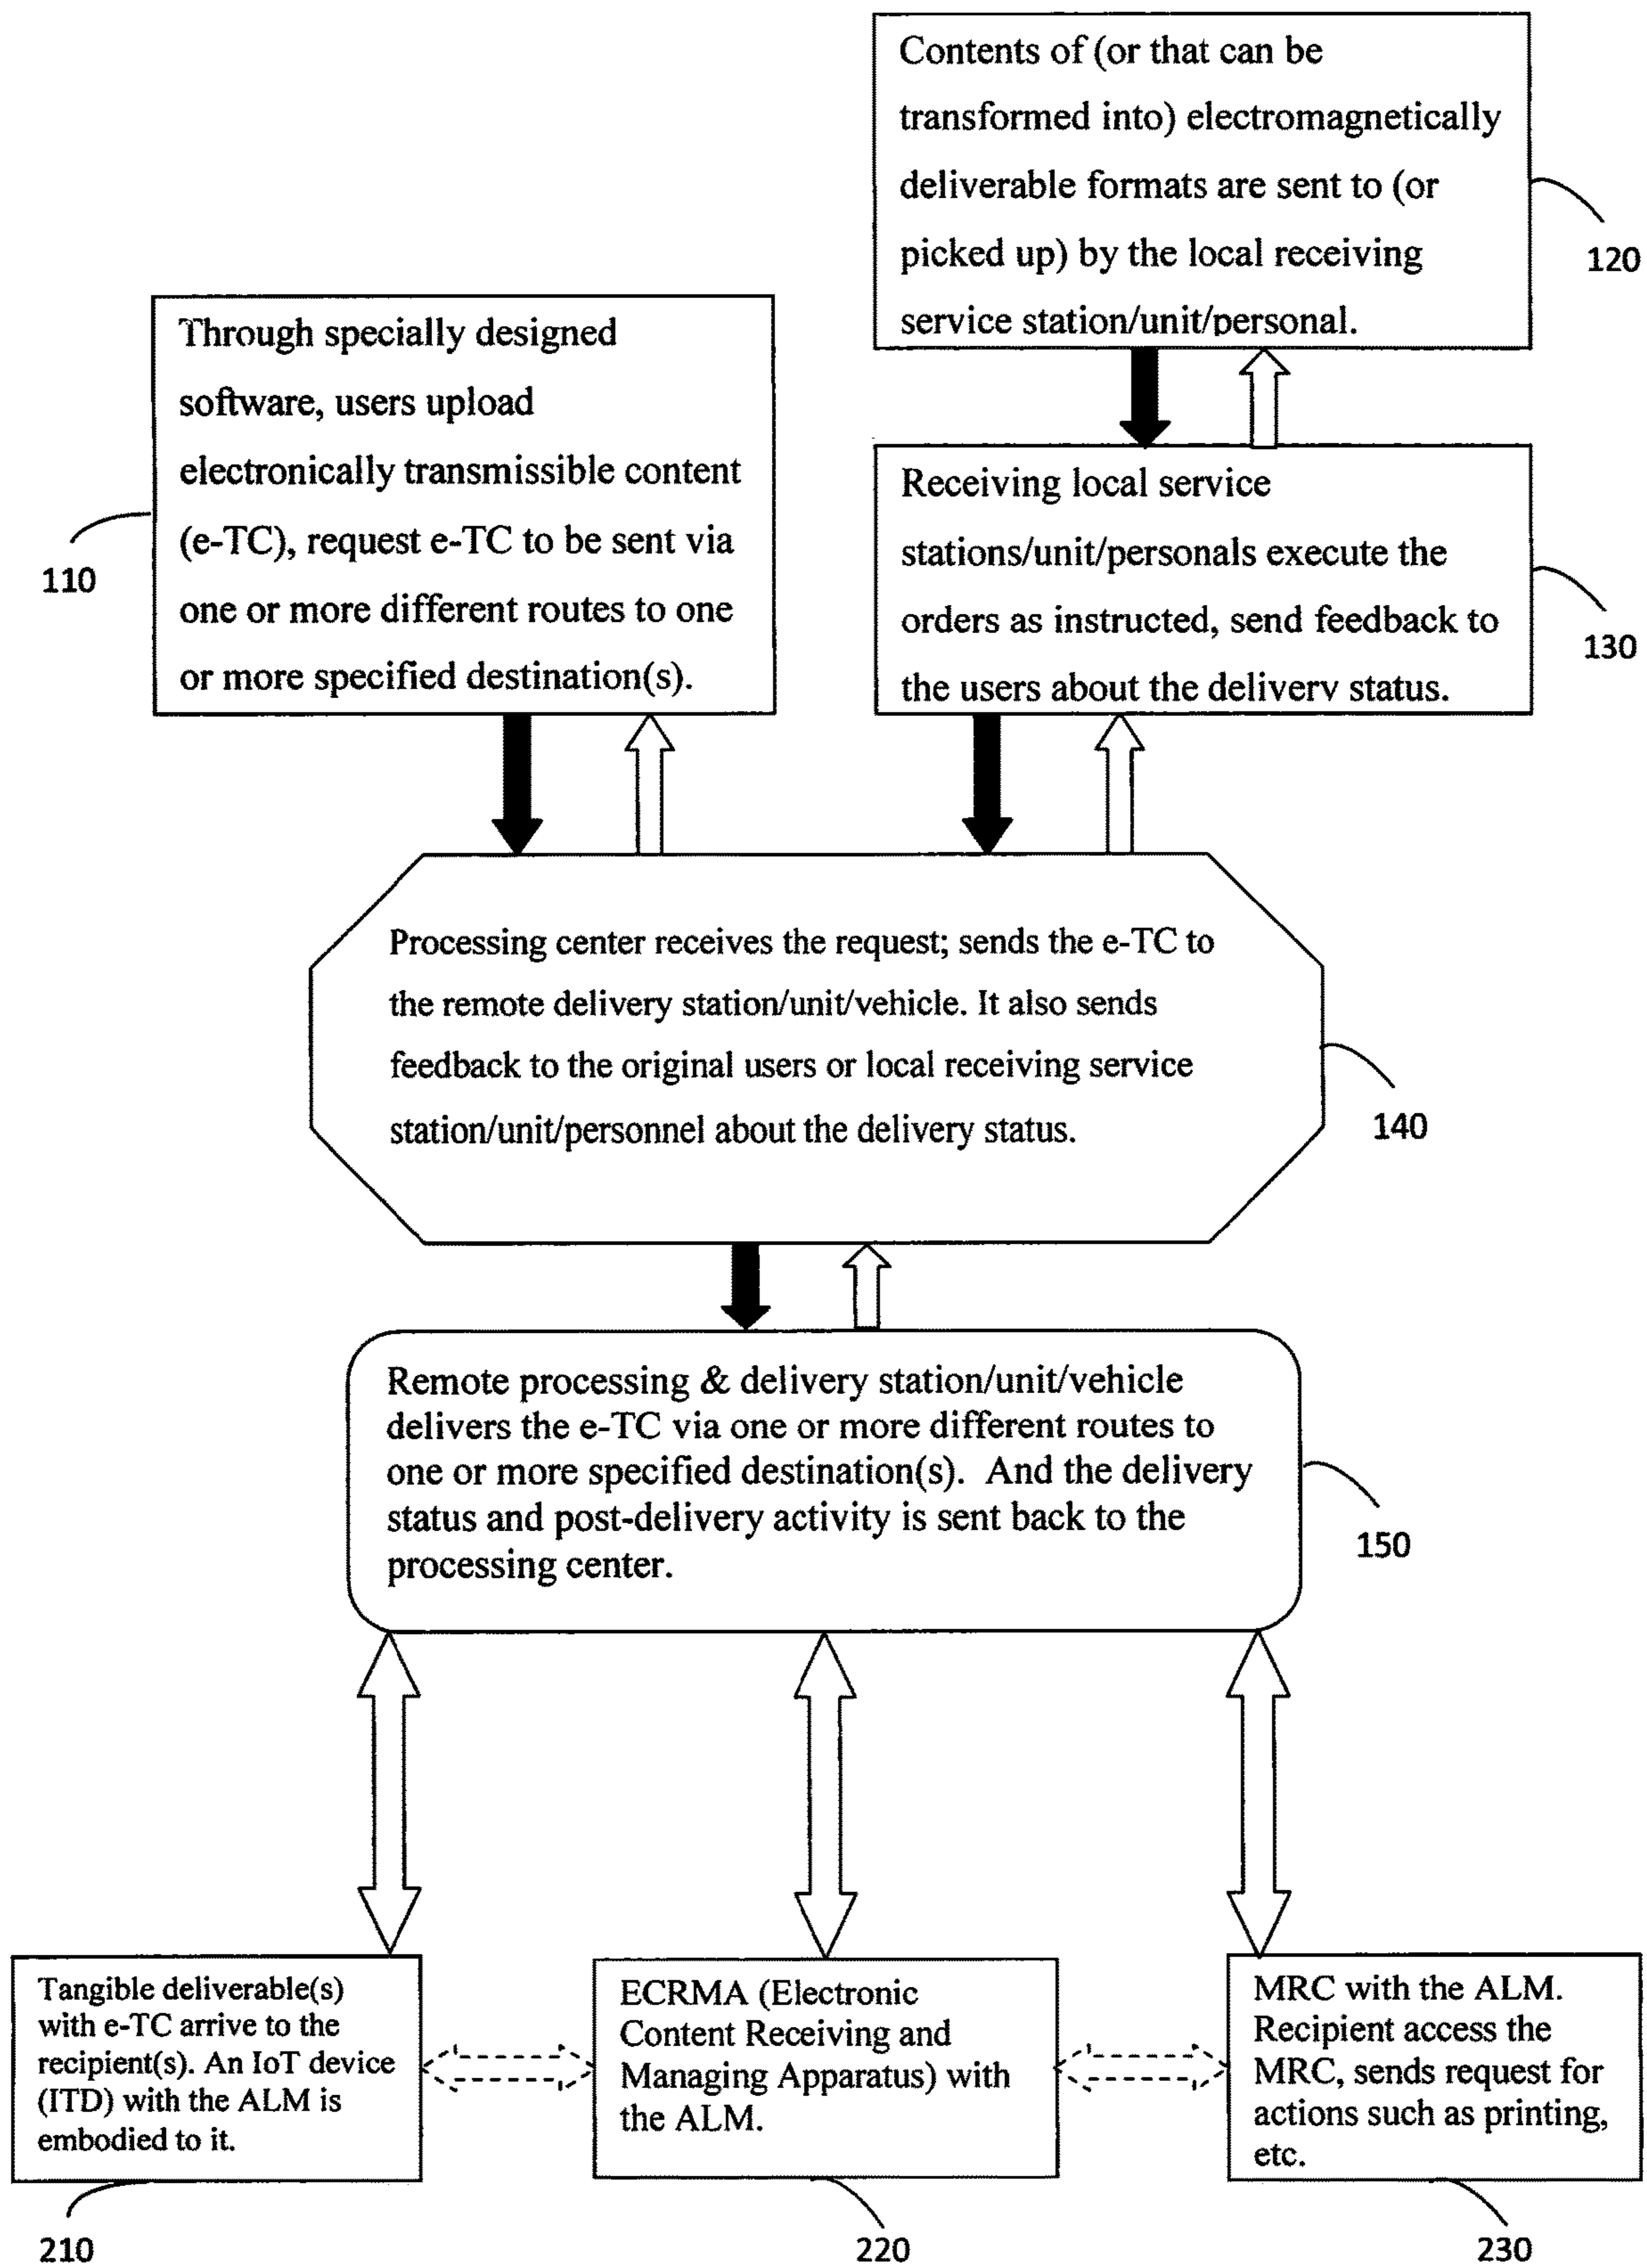 Contents of (or that can be
transformed into) electromagnetically
deliverable formats are sent to (or
picked up) by the local receiving
service station/unit/personal.
120
Through specially designed
software, users upload
electronically transmissible content
(e-TC), request e-TC to be sent via
one or more different routes to one
or more specified destination(s).
110
Receiving local service
stations/unit/personals execute the
orders as instructed, send feedback to
the users about the delivery status.
130
Processing center receives the request; sends the e-TC to
the remote delivery station/unit/vehicle. It also sends
feedback to the original users or local receiving service
station/unit/personnel about the delivery status.
140
Remote processing & delivery station/unit/vehicle
delivers the e-TC via one or more different routes to
one or more specified destination(s). And the delivery
status and post-delivery activity is sent back to the
processing center.
150
Tangible deliverable(s)
with e-TC arrive to the
recipient(s). An IoT device
(ITD) with the ALM is
embodied to it.
210
ECRMA (Electronic
Content Receiving and
Managing Apparatus) with
the ALM.
220
MRC with the ALM.
Recipient access the
MRC, sends request for
actions such as printing,
etc.
230